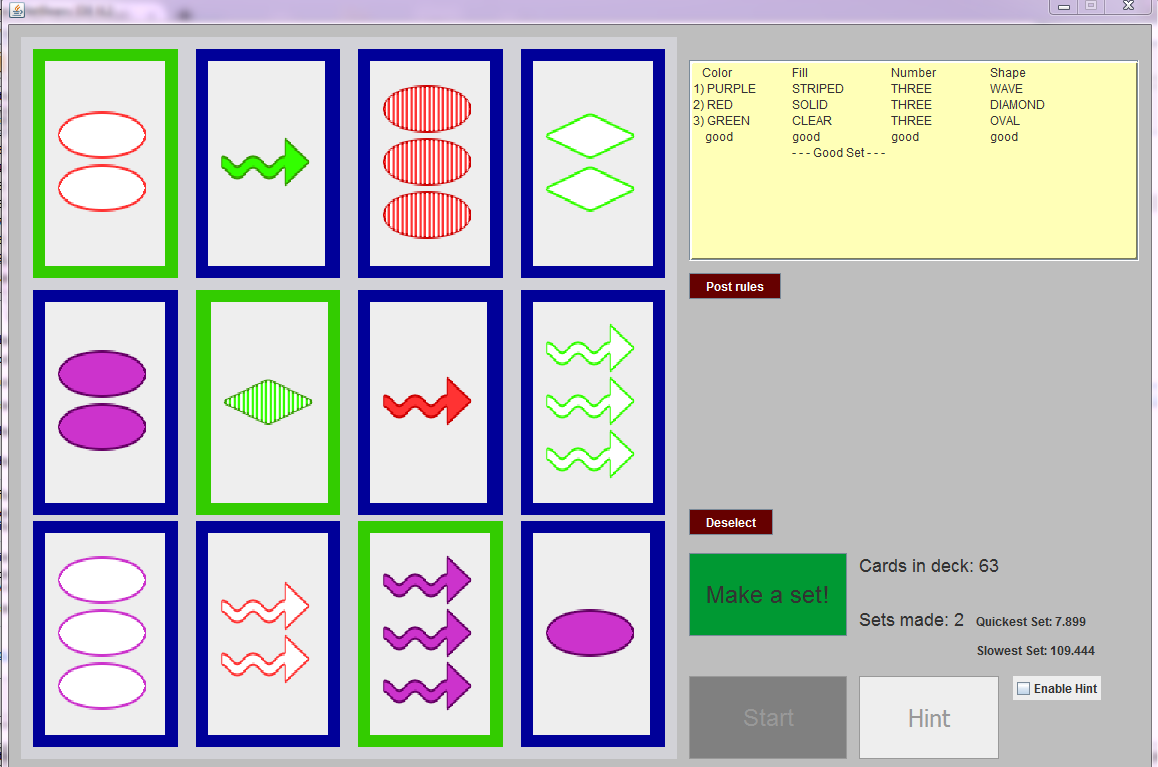 Color Fill Number Shape
1) PURPLE STRIPED THREE WAVE
2) RED SOLID THREE DIAMOND
3) GREEN CLEAR THREE OVAL
good good good good
- - - Good Set - - -
Post rules
Deselect
Make a set!
Cards in deck: 63
Sets made: 2 Quickest Set: 7.899
Slowest Set: 109.444
Start
Hint
Enable Hint